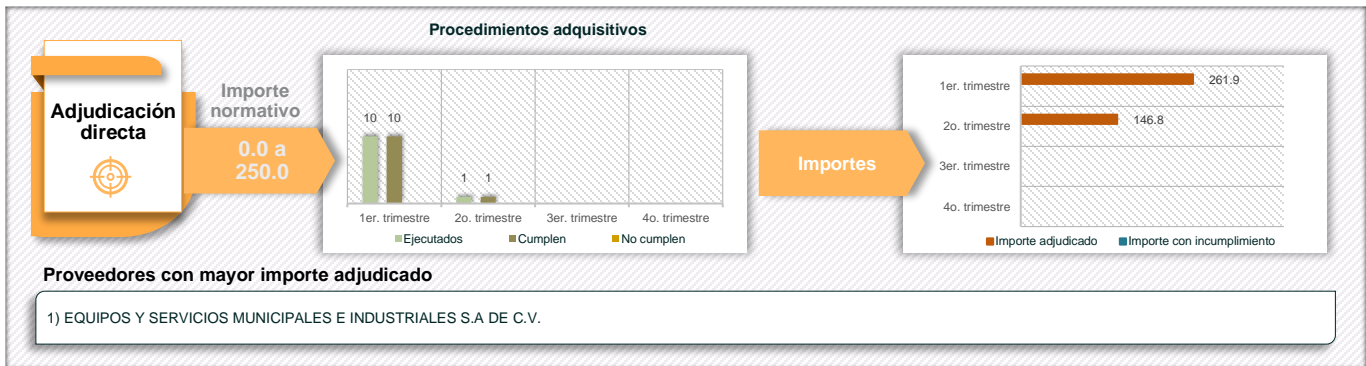 Procedimientos adquisitivos
Adjudicación
directa
Importe
normativo
0.0 a
250.0
10 10
1 1
1er. trimestre 2o. trimestre 3er. trimestre 4o. trimestre
Ejecutados Cumplen No cumplen
Importes
1er. trimestre 261.9
2o. trimestre 146.8
3er. trimestre
4o. trimestre
Importe adjudicado Importe con incumplimiento
Proveedores con mayor importe adjudicado
1) EQUIPOS Y SERVICIOS MUNICIPALES E INDUSTRIALES S.A DE C.V.